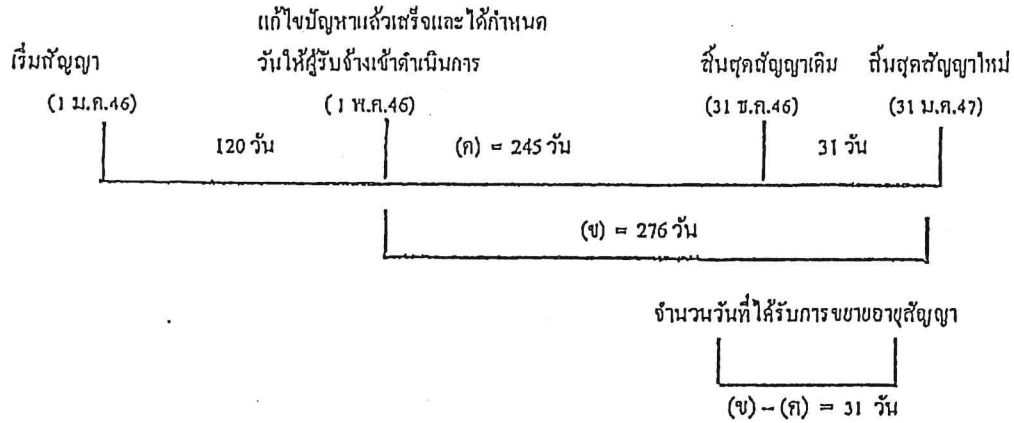 แก้ไขปัญหาแล้วเสร็จและได้กำหนด
เริ่มสัญญา วันให้ผู้รับจ้างเข้าดำเนินการ สิ้นสุดสัญญาเดิม สิ้นสุดสัญญาใหม่
(1 ม.ค.46) (1 พ.ค.46) (31 ธ.ค.46) (31 ม.ค.47)
120 วัน (ค) = 245 วัน 31 วัน
(ข) = 276 วัน
จำนวนวันที่ได้รับการขยายอายุสัญญา
(ข) – (ค) = 31 วัน